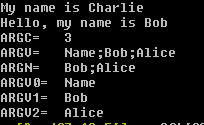 My name is Charlie
Hello, my name is Bob
ARGC=   3
ARGV=   Name;Bob;Alice
ARGN=   Bob;Alice
ARGV0=  Name
ARGV1=  Bob
ARGV2=  Alice